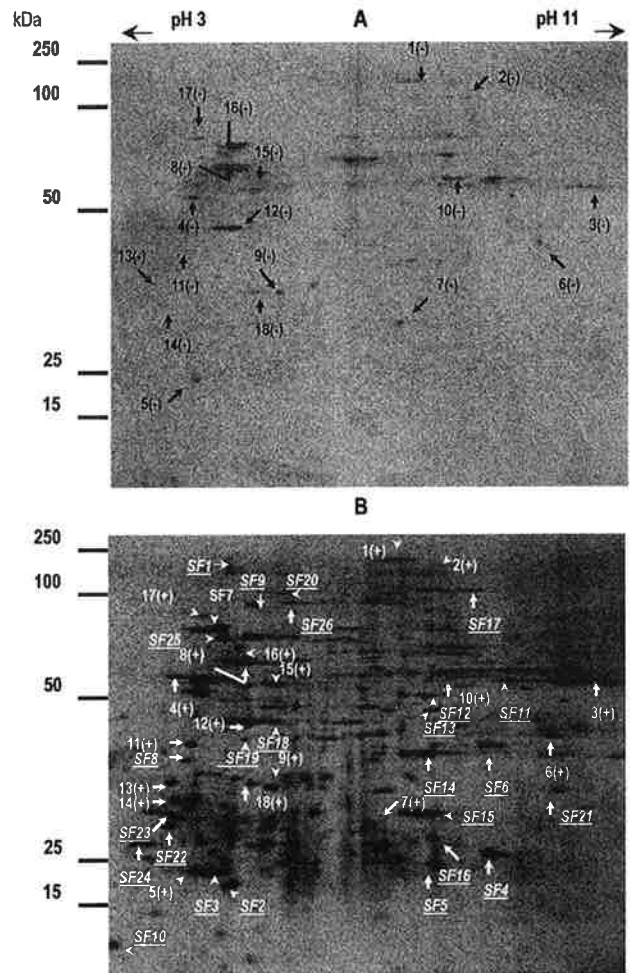 kDa pH 3 A pH 11
250
1(-)
2(-)
100
17(-) 16(-)
8(-) 15(-)
50
4(-) 12(-) 10(-) 3(-)
13(-) 11(-) 9(-) 7(-) 6(-)
14(-) 18(-)
25
5(-)
15
B
250
1(+) 2(+)
SF1 SF9 SF20
100
17(+) SF7 SF26 SF17
SF25
8(+) 16(+)
15(+)
50
4(+) 12(+) 10(+) SF12 SF11 3(+)
SF13
11(+) SF18
SF8 SF19 9(+) SF14 SF6 6(+)
13(+)
14(+) 18(+) 7(+) SF15 SF21
SF23
SF22
25
SF24 SF16 SF4
5(+) SF3 SF2 SF5
15
SF10